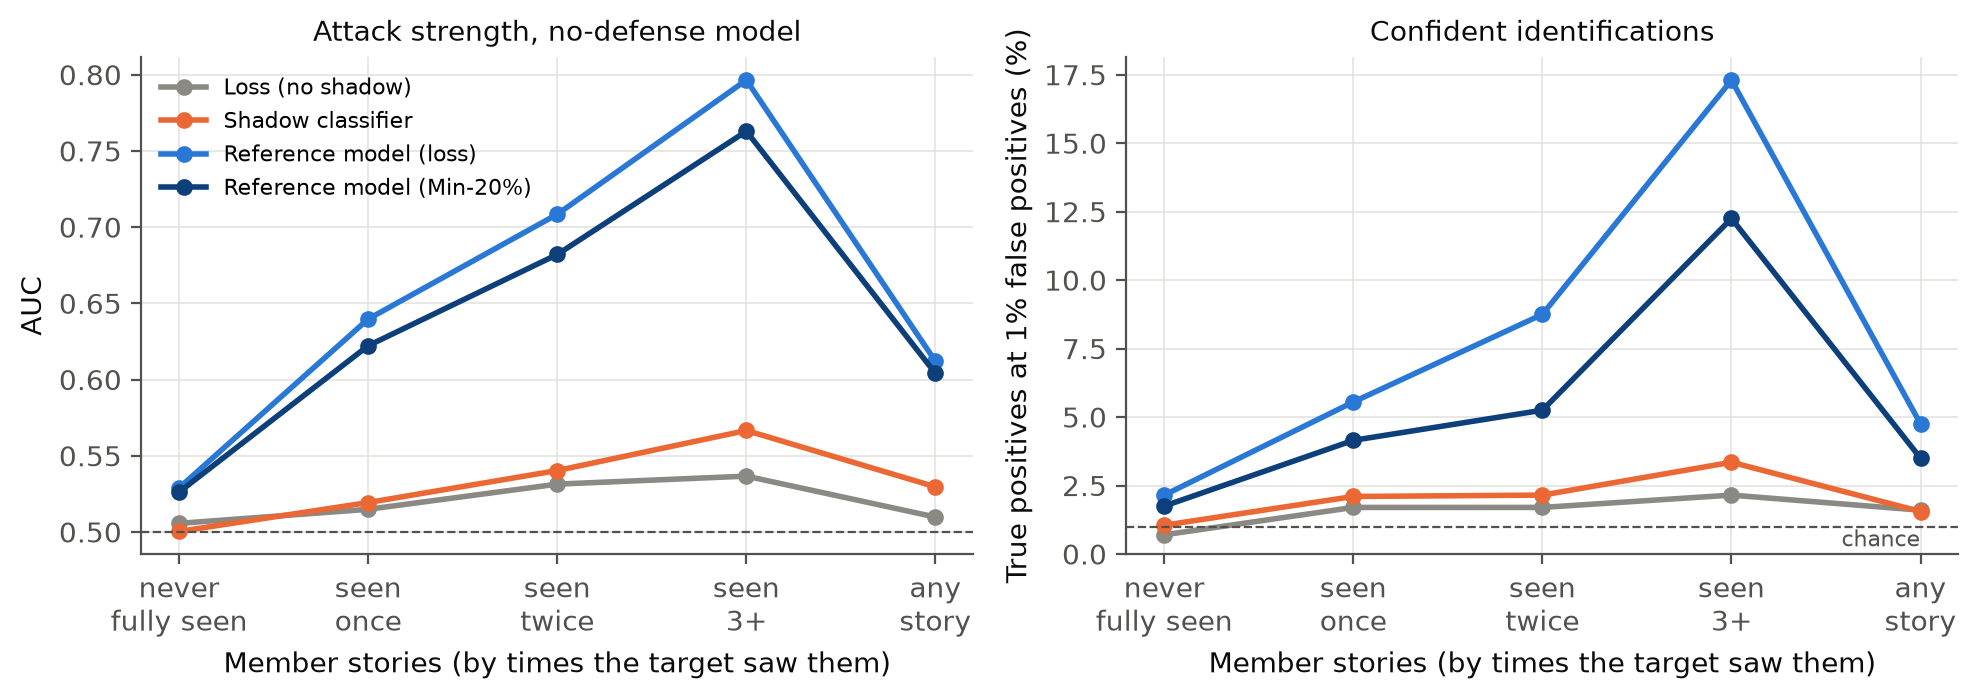 Attack strength, no-defense model
0.80
0.75
0.70
0.65
0.60
0.55
0.50
AUC
Loss (no shadow)
Shadow classifier
Reference model (loss)
Reference model (Min-20%)
never
fully seen
seen
once
seen
twice
seen
3+
any
story
Member stories (by times the target saw them)
Confident identifications
True positives at 1% false positives (%)
17.5
15.0
12.5
10.0
7.5
5.0
2.5
0.0
chance
never
fully seen
seen
once
seen
twice
seen
3+
any
story
Member stories (by times the target saw them)